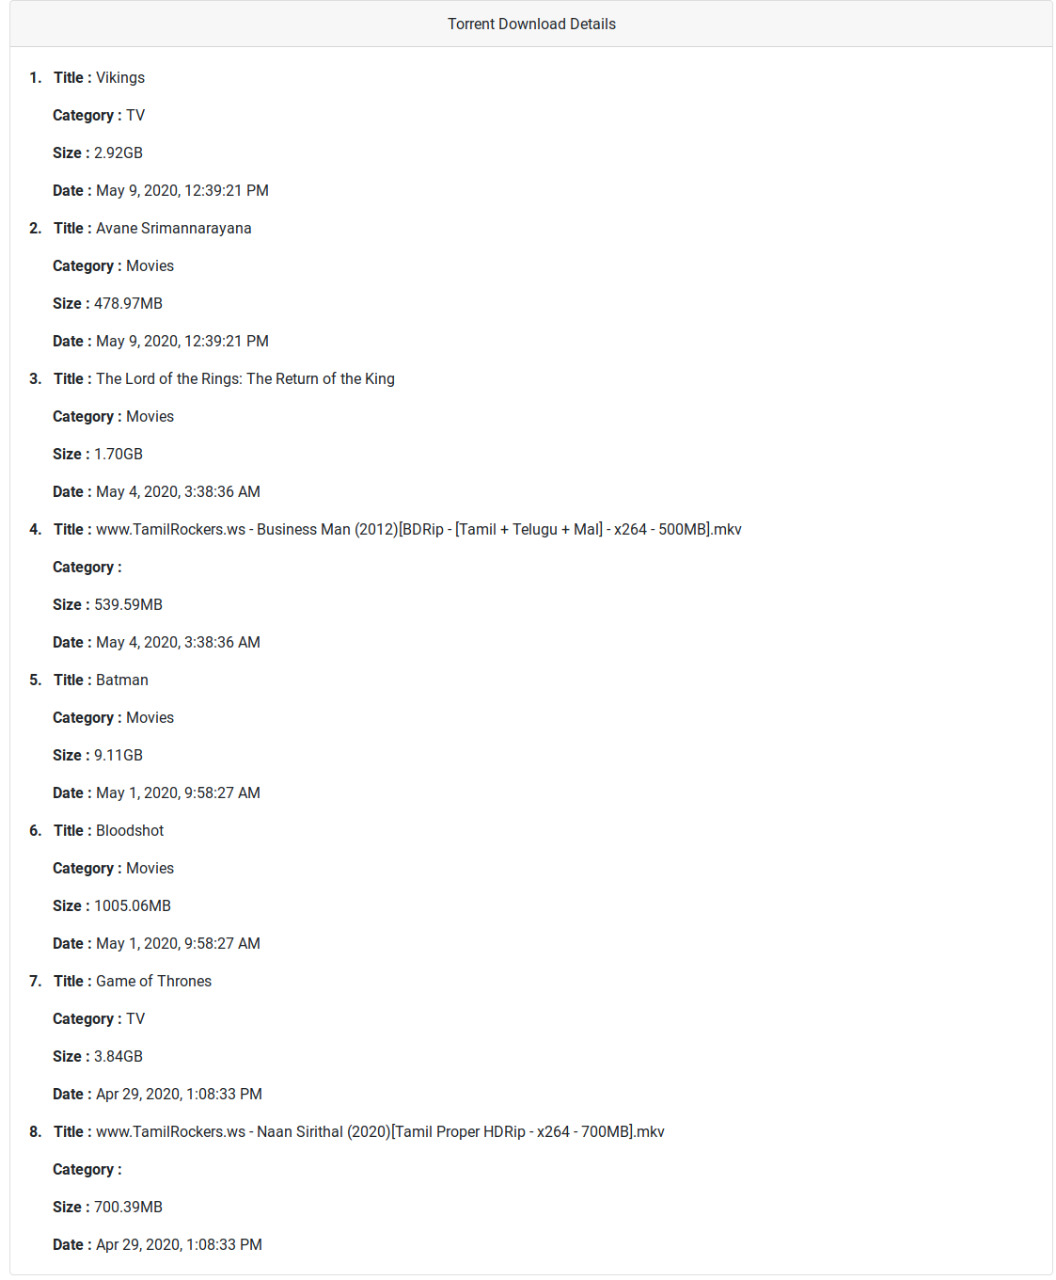 Torrent Download Details
1. Title : Vikings
Category : TV
Size : 2.92GB
Date : May 9, 2020, 12:39:21 PM
2. Title : Avane Srimannarayana
Category : Movies
Size : 478.97MB
Date : May 9, 2020, 12:39:21 PM
3. Title : The Lord of the Rings: The Return of the King
Category : Movies
Size : 1.70GB
Date : May 4, 2020, 3:38:36 AM
4. Title : www.TamilRockers.ws - Business Man (2012)[BDRip - [Tamil + Telugu + Mal] - x264 - 500MB].mkv
Category :
Size : 539.59MB
Date : May 4, 2020, 3:38:36 AM
5. Title : Batman
Category : Movies
Size : 9.11GB
Date : May 1, 2020, 9:58:27 AM
6. Title : Bloodshot
Category : Movies
Size : 1005.06MB
Date : May 1, 2020, 9:58:27 AM
7. Title : Game of Thrones
Category : TV
Size : 3.84GB
Date : Apr 29, 2020, 1:08:33 PM
8. Title : www.TamilRockers.ws - Naan Sirithal (2020)[Tamil Proper HDRip - x264 - 700MB].mkv
Category :
Size : 700.39MB
Date : Apr 29, 2020, 1:08:33 PM